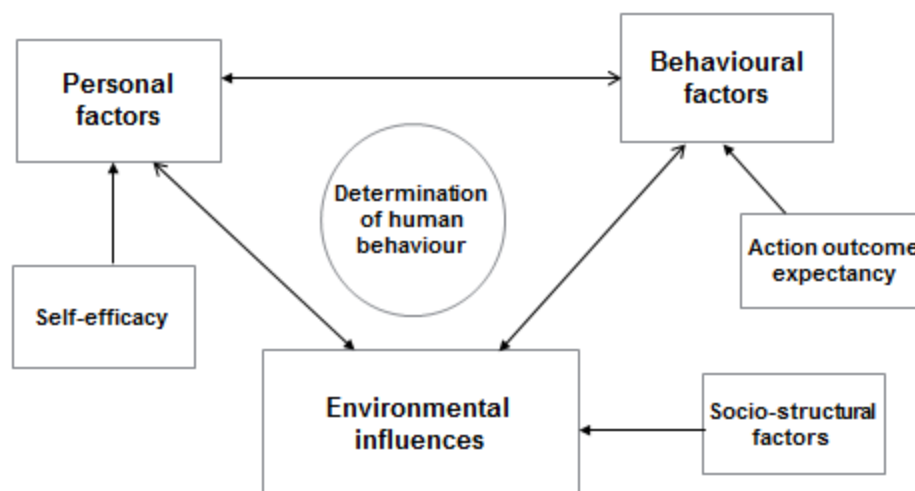 Personal
factors
Behavioural
factors
Determination
of human
behaviour
Action outcome
expectancy
Self-efficacy
Environmental
influences
Socio-structural
factors